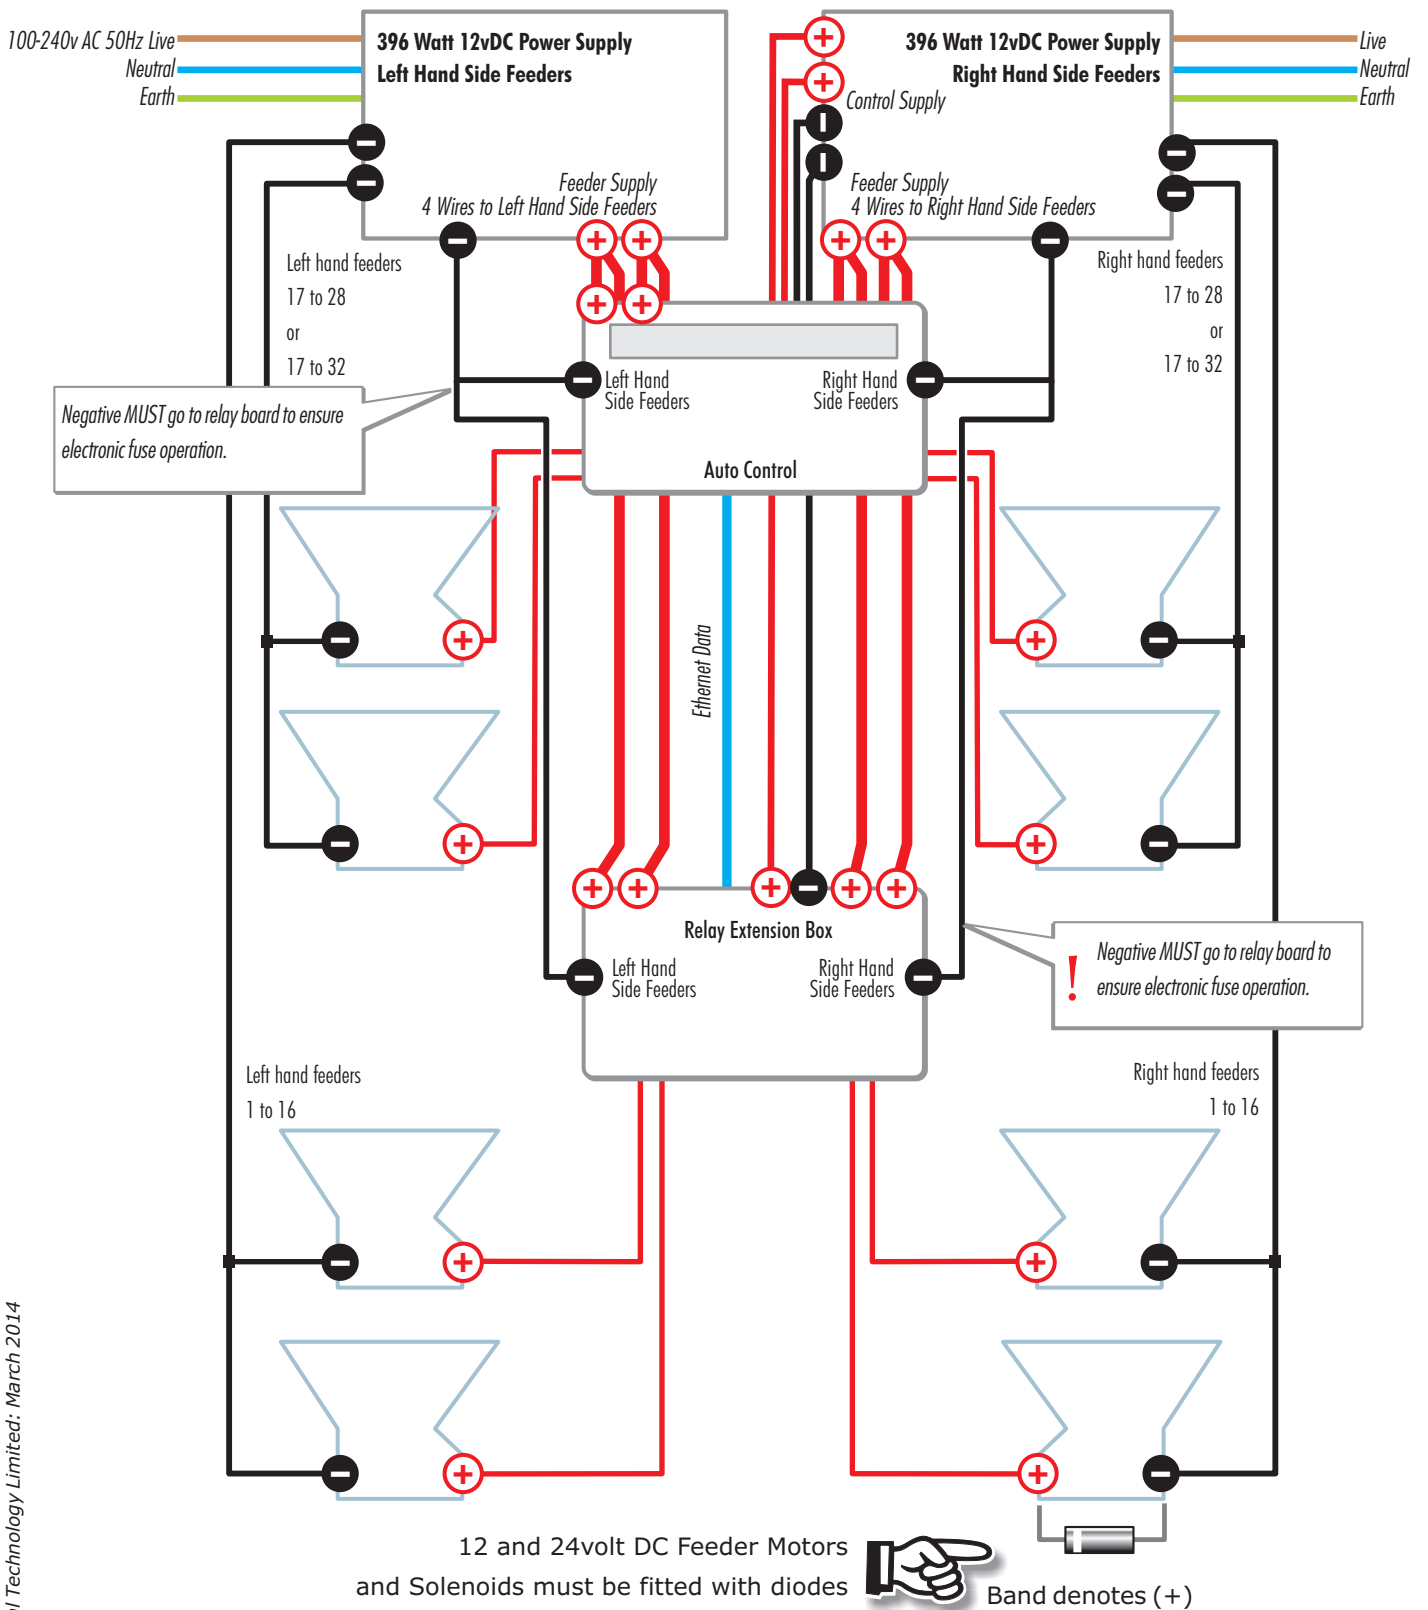 100-240v AC 50Hz Live
Neutral
Earth
396 Watt 12vDC Power Supply
Left Hand Side Feeders
Feeder Supply
4 Wires to Left Hand Side Feeders
396 Watt 12vDC Power Supply
Right Hand Side Feeders
Control Supply
Feeder Supply
4 Wires to Right Hand Side Feeders
Live
Neutral
Earth
Left hand feeders
17 to 28
or
17 to 32
Right hand feeders
17 to 28
or
17 to 32
Negative MUST go to relay board to ensure
electronic fuse operation.
Left Hand
Side Feeders
Right Hand
Side Feeders
Auto Control
Ethernet Data
Relay Extension Box
Left Hand
Side Feeders
Right Hand
Side Feeders
! Negative MUST go to relay board to
ensure electronic fuse operation.
Left hand feeders
1 to 16
Right hand feeders
1 to 16
12 and 24volt DC Feeder Motors
and Solenoids must be fitted with diodes
Band denotes (+)
Technology Limited: March 2014